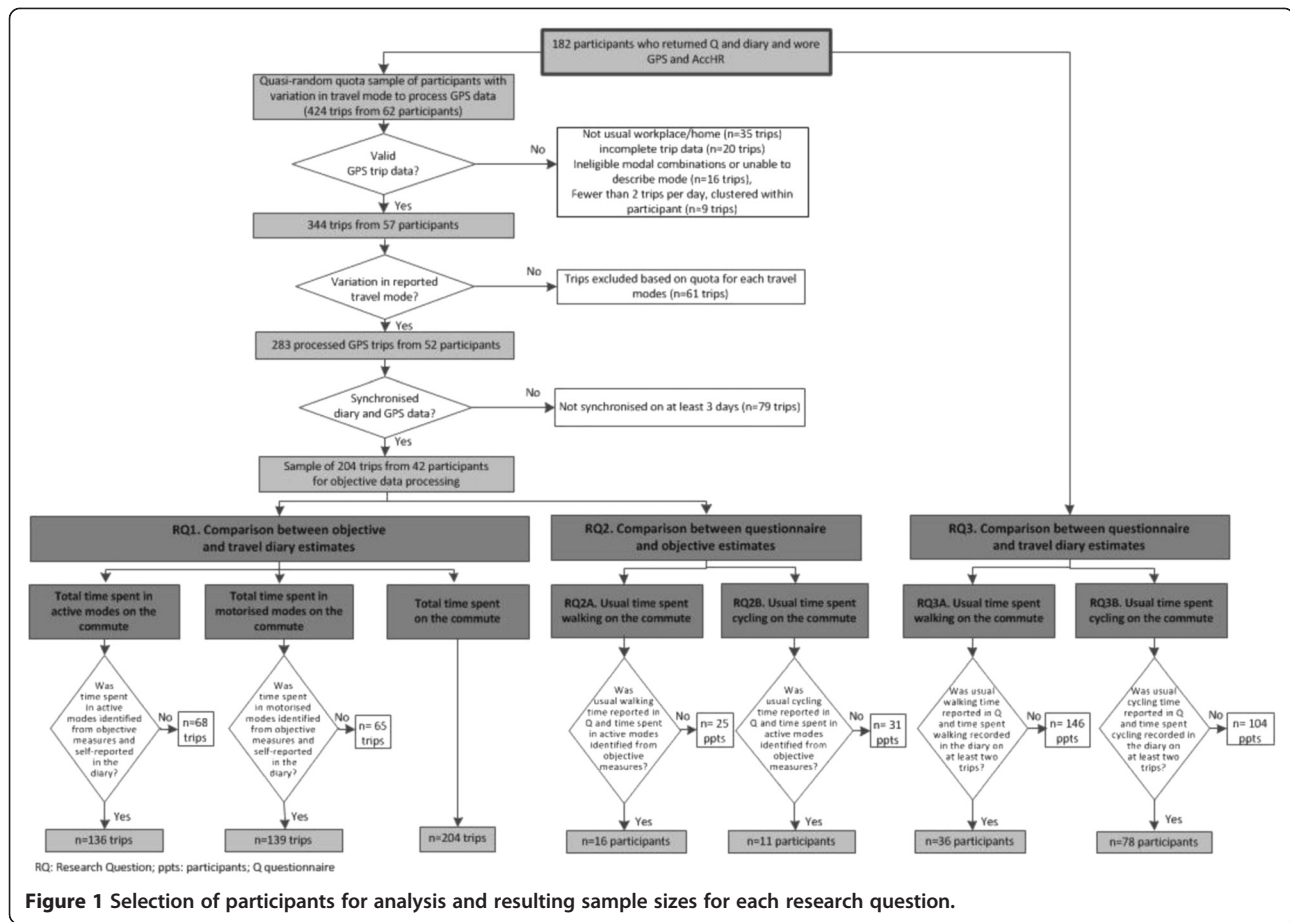 182 participants who returned Q and diary and wore
GPS and AccHR
Quasi-random quota sample of participants with
variation in travel mode to process GPS data
(424 trips from 62 participants)
Valid
GPS trip data?
No
Not usual workplace/home (n=35 trips)
incomplete trip data (n=20 trips)
Ineligible modal combinations or unable to
describe mode (n=16 trips),
Fewer than 2 trips per day, clustered within
participant (n=9 trips)
Yes
344 trips from 57 participants
Variation in reported
travel mode?
No
Trips excluded based on quota for each travel
modes (n=61 trips)
Yes
283 processed GPS trips from 52 participants
Synchronised
diary and GPS data?
No
Not synchronised on at least 3 days (n=79 trips)
Yes
Sample of 204 trips from 42 participants
for objective data processing
RQ1. Comparison between objective
and travel diary estimates
RQ2. Comparison between questionnaire
and objective estimates
RQ3. Comparison between questionnaire
and travel diary estimates
Total time spent in
active modes on the
commute
Total time spent in
motorised modes on the
commute
Total time spent
on the commute
RQ2A. Usual time spent
walking on the commute
RQ2B. Usual time spent
cycling on the commute
RQ3A. Usual time spent
walking on the commute
RQ3B. Usual time spent
cycling on the commute
Was
time spent
in active
modes identified
from objective
measures and
self-reported
in the
diary?
No
n=68
trips
Was
time spent
in motorised
modes identified
from objective
measures and
self-reported
in the
diary?
No
n= 65
trips
Was
usual walking
time reported in
Q and time spent
in active modes
identified from
objective
measures?
No
n= 25
ppts
Was
usual cycling
time reported in
Q and time spent in
active modes
identified from
objective
measures?
No
n= 31
ppts
Was usual
walking time
reported in Q
and time spent
walking
recorded in
the diary on
at least two
trips?
No
n= 146
ppts
Was usual
cycling time
reported in Q
and time spent
cycling
recorded in
the diary on
at least two
trips?
No
n= 104
ppts
Yes
Yes
Yes
Yes
Yes
Yes
n=136 trips
n=139 trips
n=204 trips
n=16 participants
n=11 participants
n=36 participants
n=78 participants
RQ: Research Question; ppts: participants; Q questionnaire
Figure 1 Selection of participants for analysis and resulting sample sizes for each research question.